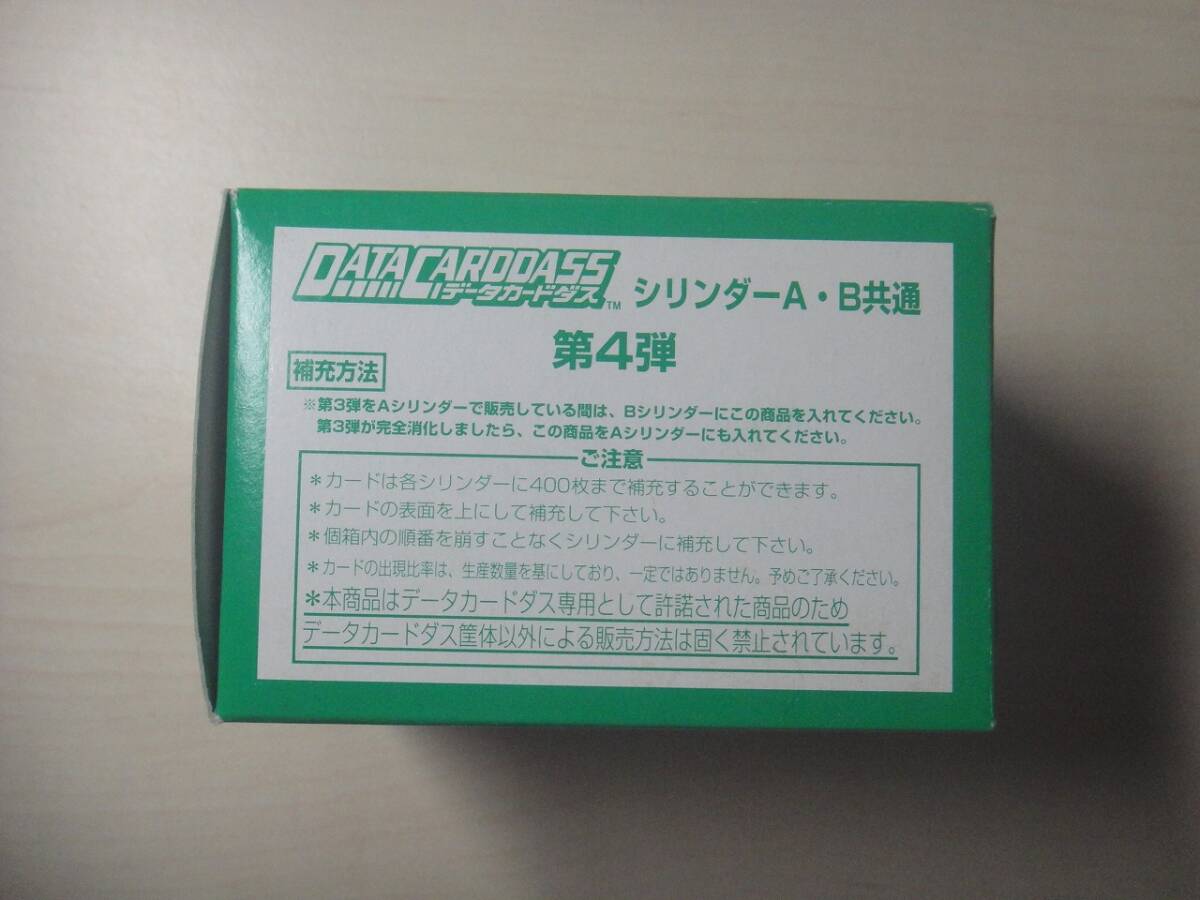 DATA CARDDASS
データカードダス™ シリンダーA・B共通
第4弾
補充方法
※第3弾をAシリンダーで販売している間は、Bシリンダーにこの商品を入れてください。
第3弾が完全消化しましたら、この商品をAシリンダーにも入れてください。
ご注意
＊カードは各シリンダーに400枚まで補充することができます。
＊カードの表面を上にして補充して下さい。
＊個箱内の順番を崩すことなくシリンダーに補充して下さい。
＊カードの出現比率は、生産数量を基にしており、一定ではありません。予めご了承ください。
＊本商品はデータカードダス専用として許諾された商品のため
データカードダス筐体以外による販売方法は固く禁止されています。